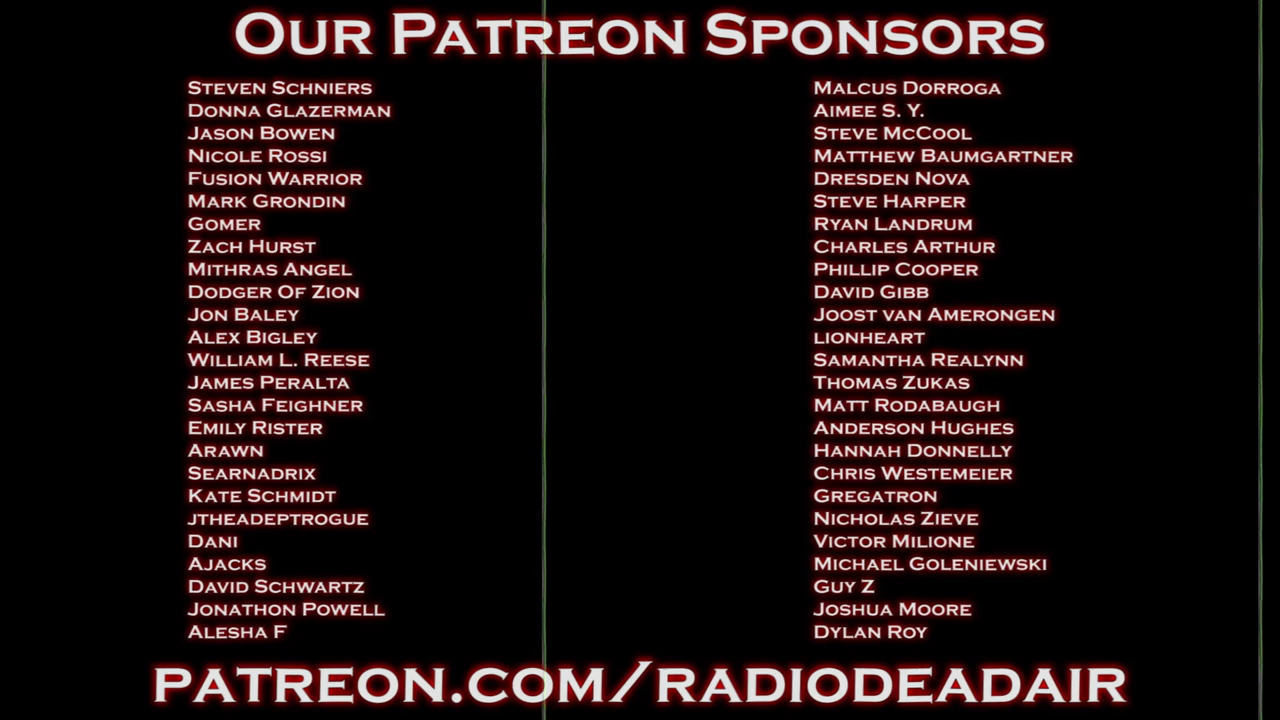 Our Patreon Sponsors
Steven Schniers
Donna Glazerman
Jason Bowen
Nicole Rossi
Fusion Warrior
Mark Grondin
Gomer
Zach Hurst
Mithras Angel
Dodger Of Zion
Jon Baley
Alex Bigley
William L. Reese
James Peralta
Sasha Feighner
Emily Rister
Arawn
Searnadrix
Kate Schmidt
jtheadeptrogue
Dani
Ajacks
David Schwartz
Jonathon Powell
Alesha F
Malcus Dorroga
Aimee S. Y.
Steve McCool
Matthew Baumgartner
Dresden Nova
Steve Harper
Ryan Landrum
Charles Arthur
Phillip Cooper
David Gibb
Joost van Amerongen
lionheart
Samantha Realynn
Thomas Zukas
Matt Rodabaugh
Anderson Hughes
Hannah Donnelly
Chris Westemeier
Gregatron
Nicholas Zieve
Victor Milione
Michael Goleniewski
Guy Z
Joshua Moore
Dylan Roy
patreon.com/radiodeadair